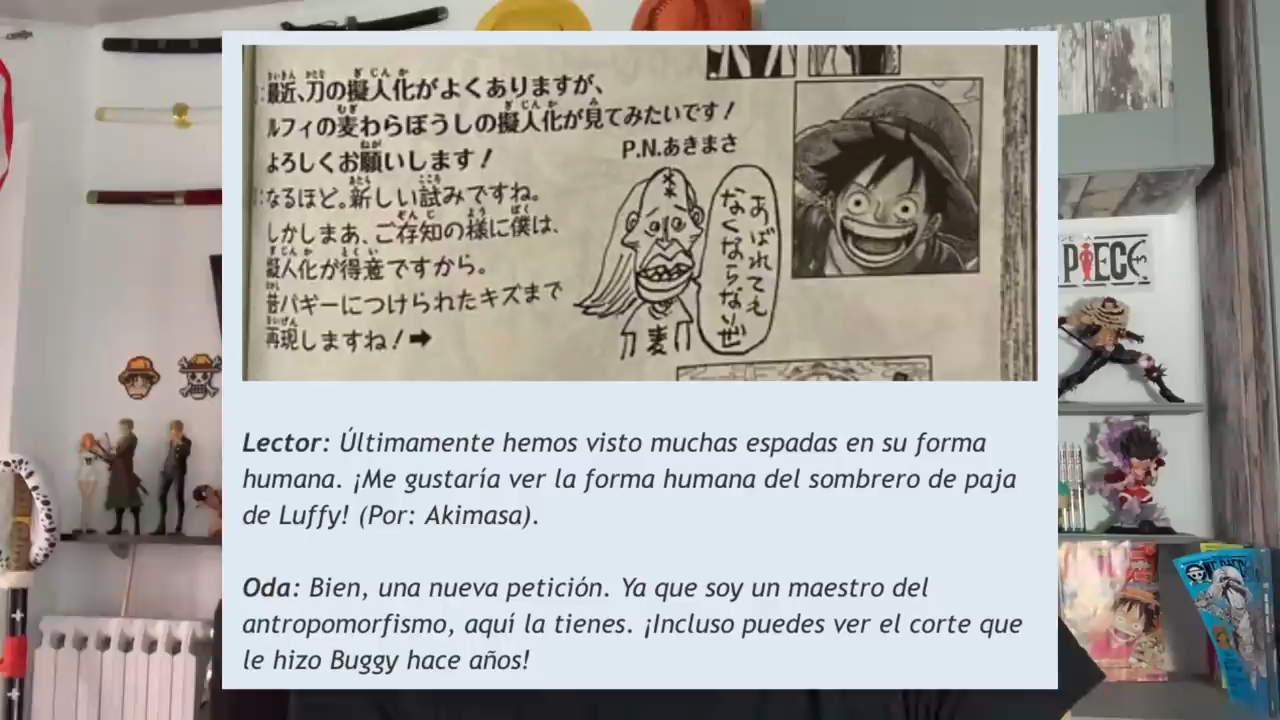 最近、刀の擬人化がよくありますが、
ルフィの麦わらぼうしの擬人化が見てみたいです!
よろしくお願いします!
P.N.あきまさ
なるほど。新しい試みですね。
しかしまあ、ご存知の様に僕は、
擬人化が得意ですから。
昔バギーにつけられたキズまで
再現しますね!➡
あばれても
なくならないぜ
麦
PIECE
ONE PIECE
Lector: Últimamente hemos visto muchas espadas en su forma
humana. ¡Me gustaría ver la forma humana del sombrero de paja
de Luffy! (Por: Akimasa).
Oda: Bien, una nueva petición. Ya que soy un maestro del
antropomorfismo, aquí la tienes. ¡Incluso puedes ver el corte que
le hizo Buggy hace años!